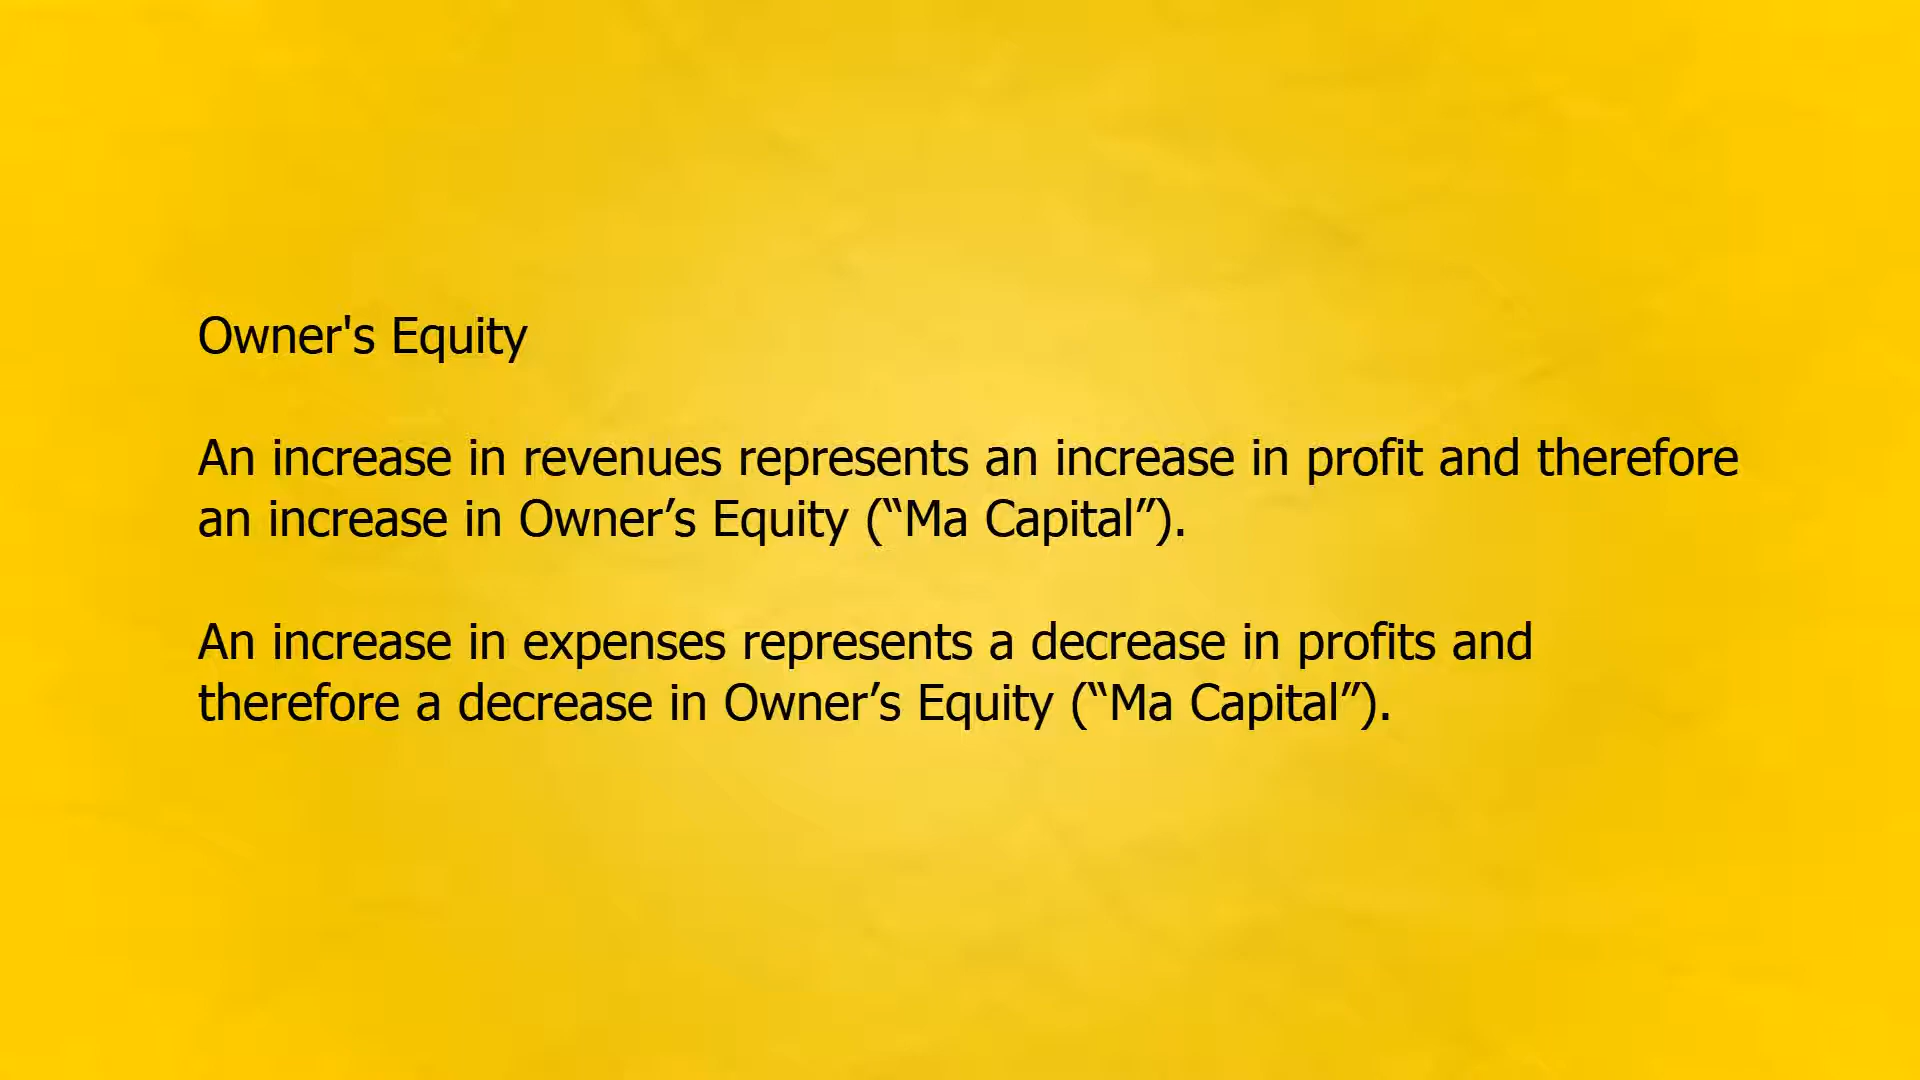 Owner's Equity
An increase in revenues represents an increase in profit and therefore
an increase in Owner’s Equity (“Ma Capital”).
An increase in expenses represents a decrease in profits and
therefore a decrease in Owner’s Equity (“Ma Capital”).